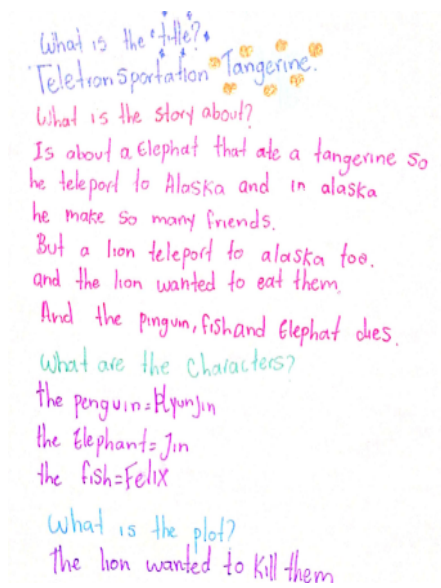 What is the title?
Teletransportation Tangerine.
What is the story about?
Is about a Elephat that ate a tangerine so
he teleport to Alaska and in alaska
he make so many friends.
But a lion teleport to alaska too.
and the lion wanted to eat them.
And the pinguin, fish and Elephat dies.
What are the characters?
the penguin=Hyunjin
the Elephant=Jin
the fish=Felix
What is the plot?
The lion wanted to kill them